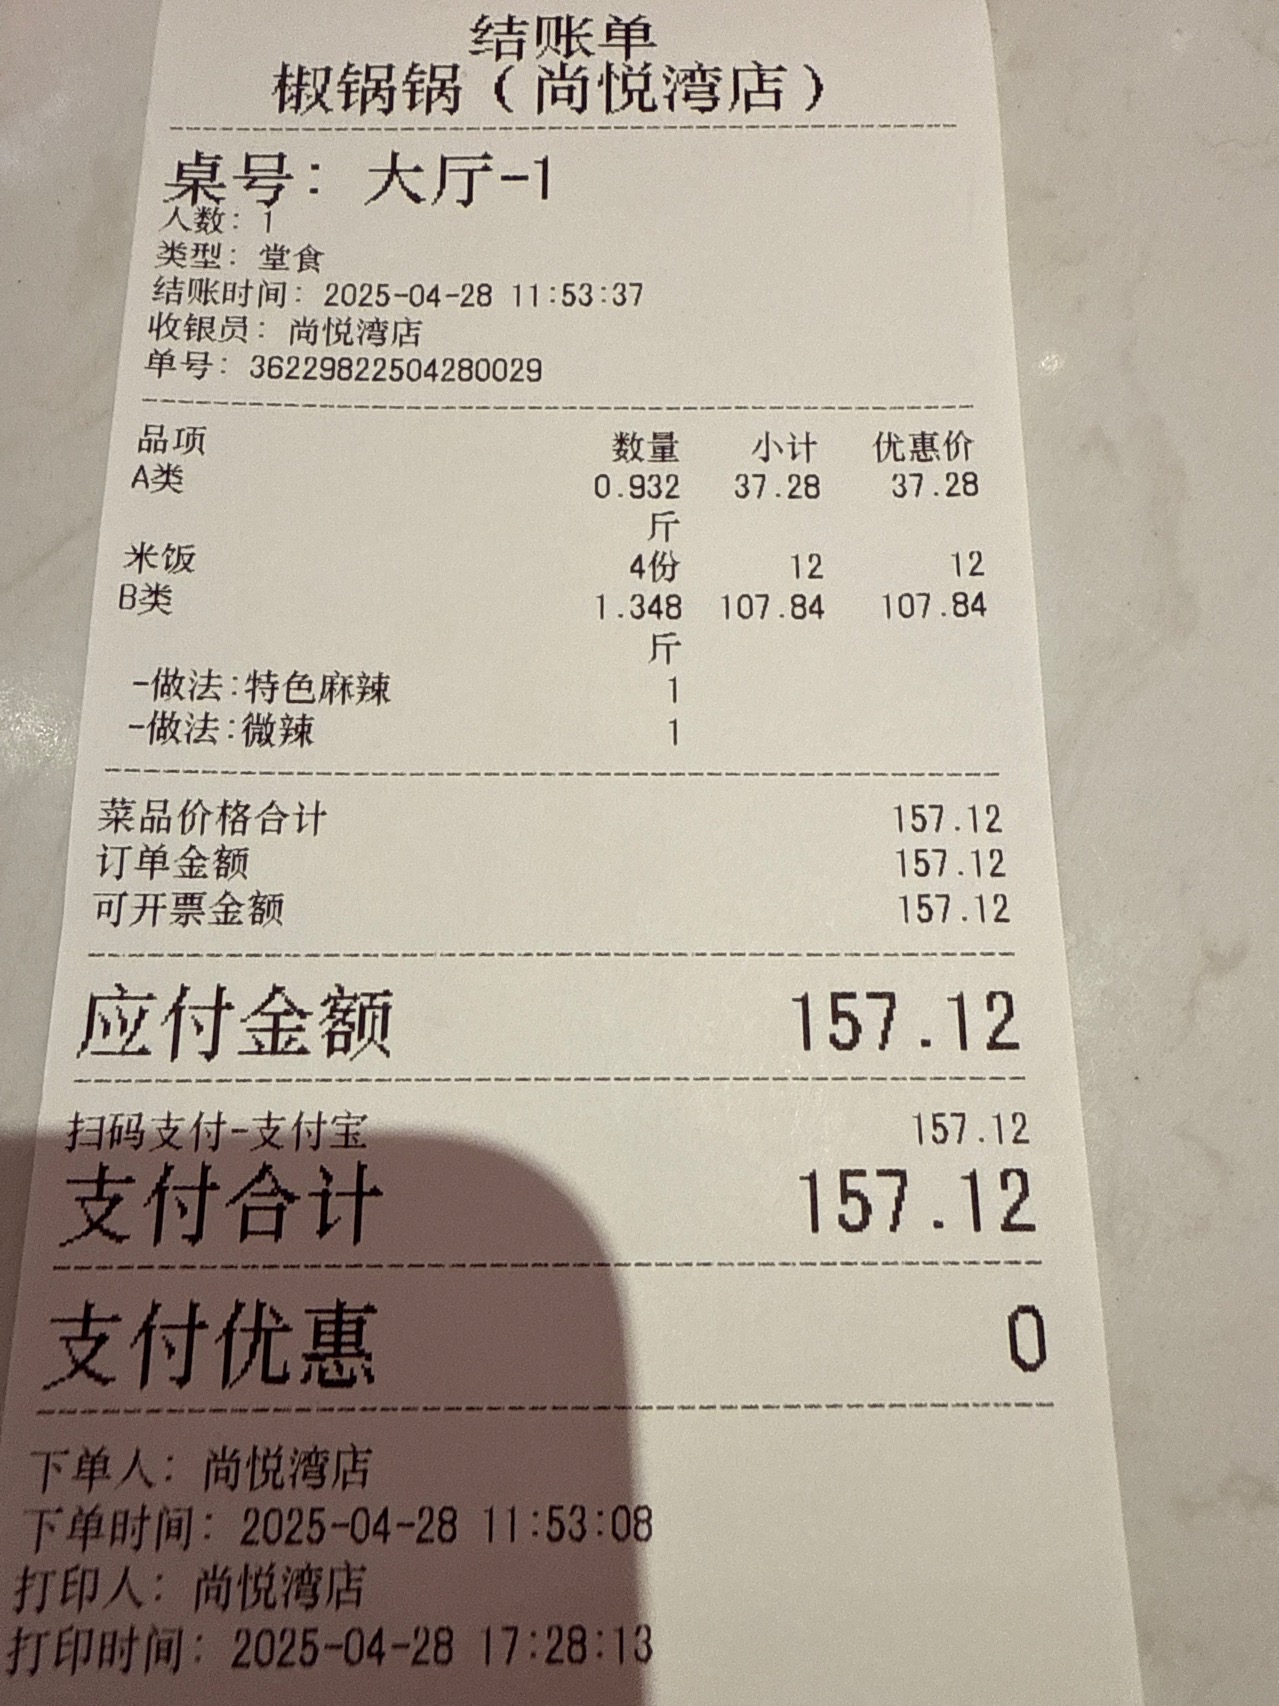 结账单
椒锅锅（尚悦湾店）
桌号：大厅-1
人数：1
类型：堂食
结账时间：2025-04-28 11:53:37
收银员：尚悦湾店
单号：36229822504280029
品项 数量 小计 优惠价
A类 0.932 37.28 37.28
斤
米饭 4份 12 12
B类 1.348 107.84 107.84
斤
-做法:特色麻辣 1
-做法:微辣 1
菜品价格合计 157.12
订单金额 157.12
可开票金额 157.12
应付金额 157.12
扫码支付-支付宝 157.12
支付合计 157.12
支付优惠 0
下单人：尚悦湾店
下单时间：2025-04-28 11:53:08
打印人：尚悦湾店
打印时间：2025-04-28 17:28:13